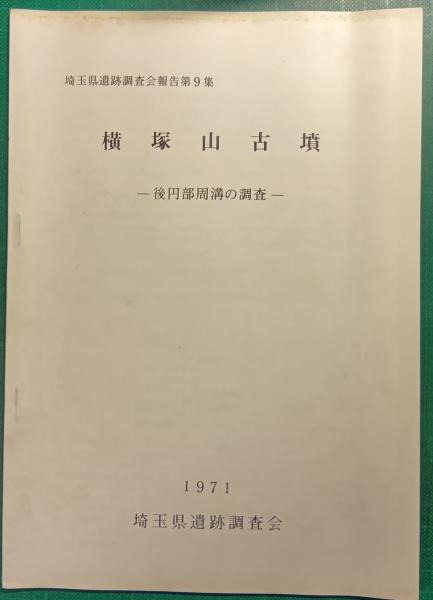 埼玉県遺跡調査会報告第9集
横塚山古墳
―後円部周溝の調査―
1971
埼玉県遺跡調査会